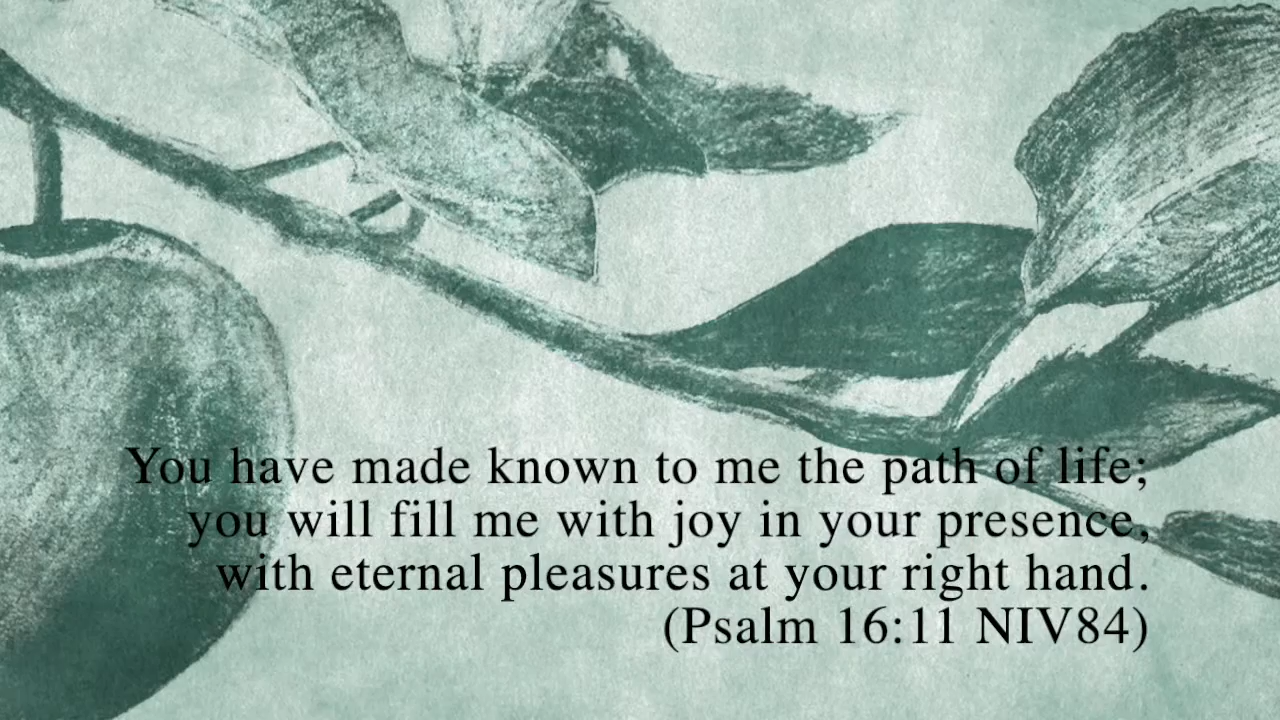 You have made known to me the path of life;
you will fill me with joy in your presence,
with eternal pleasures at your right hand.
(Psalm 16:11 NIV84)